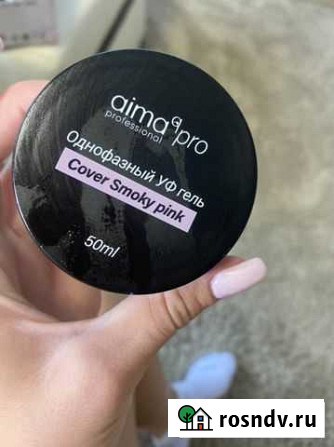 aima pro
professional
Однофазный УФ гель
Cover Smoky pink
50ml
rosndv.ru